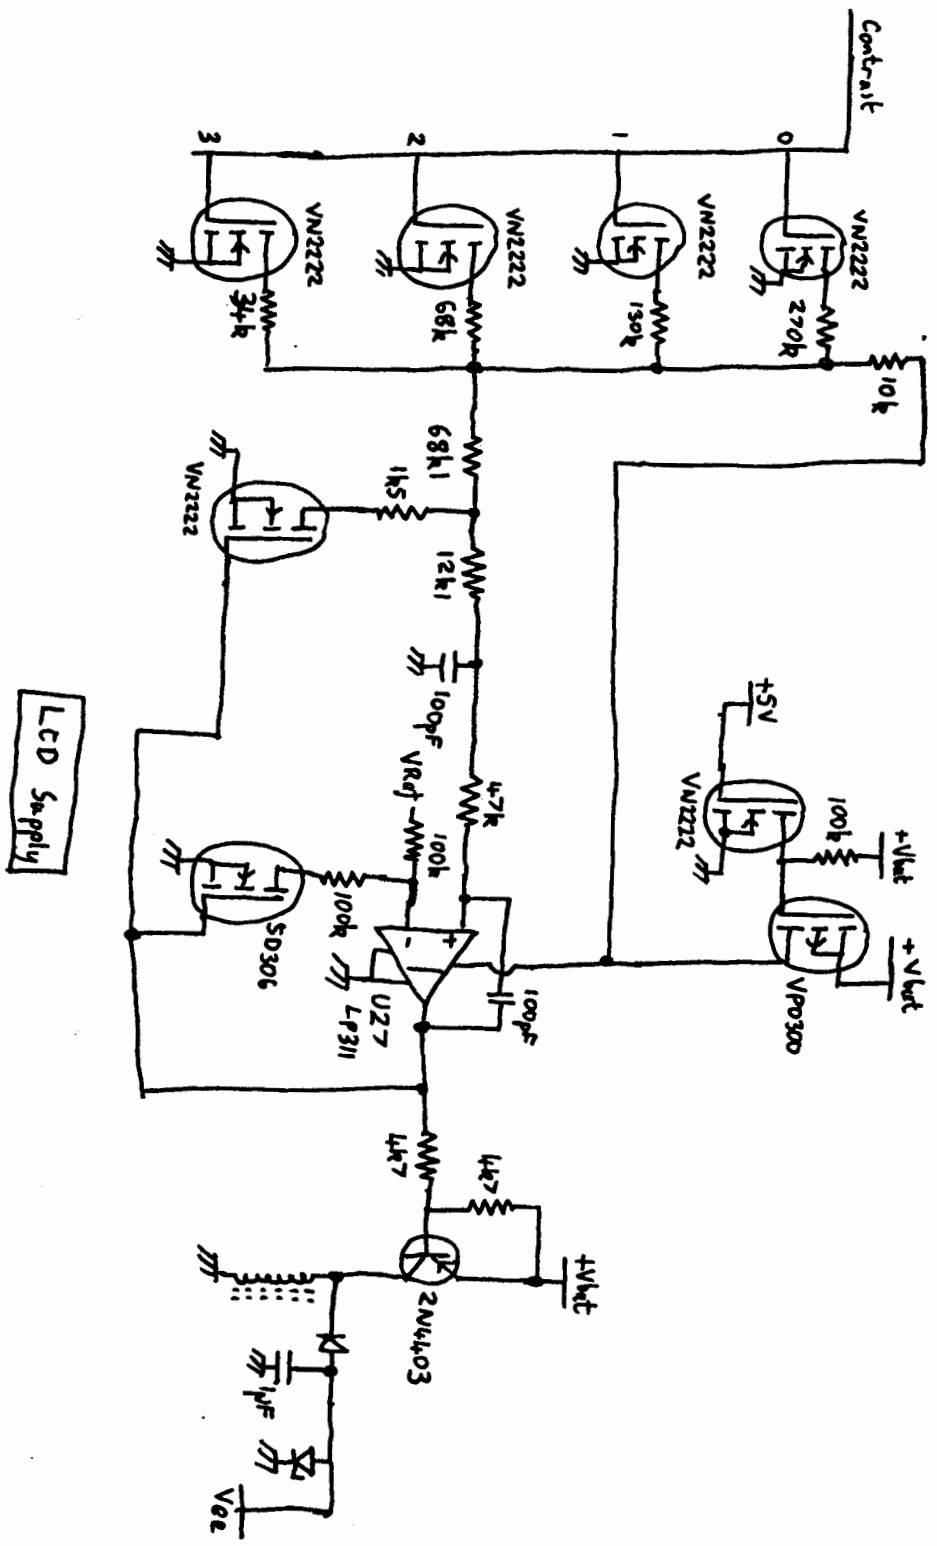 Contrast
0
VN2222
270k
10k
1
VN2222
130k
2
VN2222
68k
3
VN2222
34k
68k1
1k5
VN2222
12k1
100pF
47k
VRef
100k
100k
SD306
+
-
U27
LP311
100pF
+5V
VN2222
100k
+Vbat
+Vbat
VP0300
4k7
4k7
+Vbat
2N4403
1µF
Vee
LCD Supply